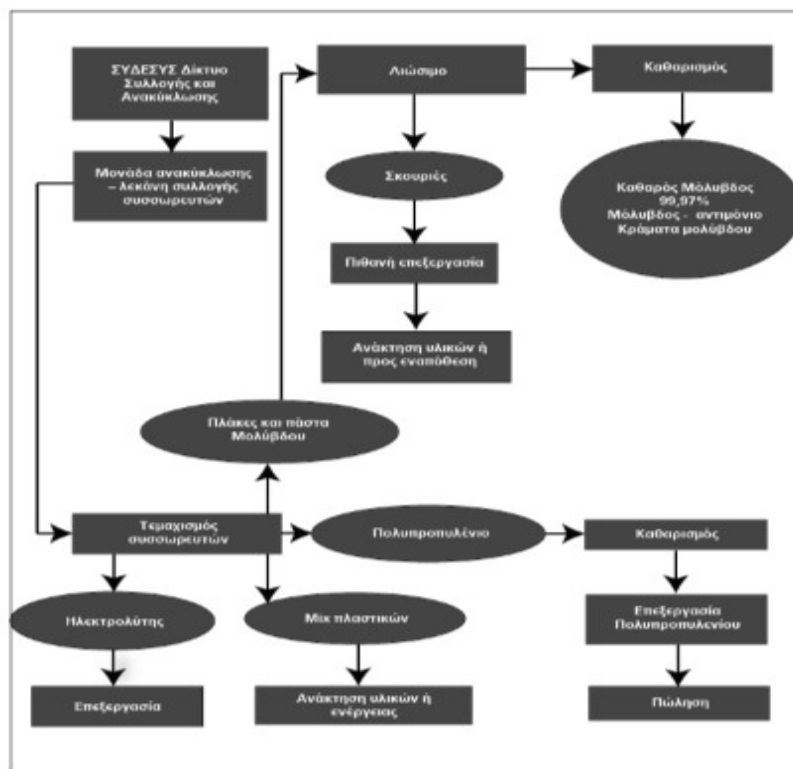 ΣΥΔΕΣΥΣ Δίκτυο
Συλλογής και
Ανακύκλωσης
Λιώσιμο
Καθαρισμός
Μονάδα ανακύκλωσης
– λεκάνη συλλογής
συσσωρευτών
Σκουριές
Καθαρός Μόλυβδος
99,97%
Μόλυβδος - αντιμόνιο
Κράματα μολύβδου
Πιθανή επεξεργασία
Ανάκτηση υλικών ή
προς εναπόθεση
Πλάκες και πάστα
Μολύβδου
Τεμαχισμός
συσσωρευτών
Πολυπροπυλένιο
Καθαρισμός
Ηλεκτρολύτης
Μιx πλαστικών
Επεξεργασία
Πολυπροπυλενίου
Επεξεργασία
Ανάκτηση υλικών ή
ενέργειας
Πώληση